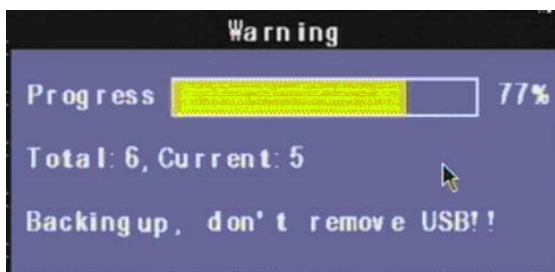 Warning
Progress 77%
Total: 6, Current: 5
Backing up, don't remove USB!!